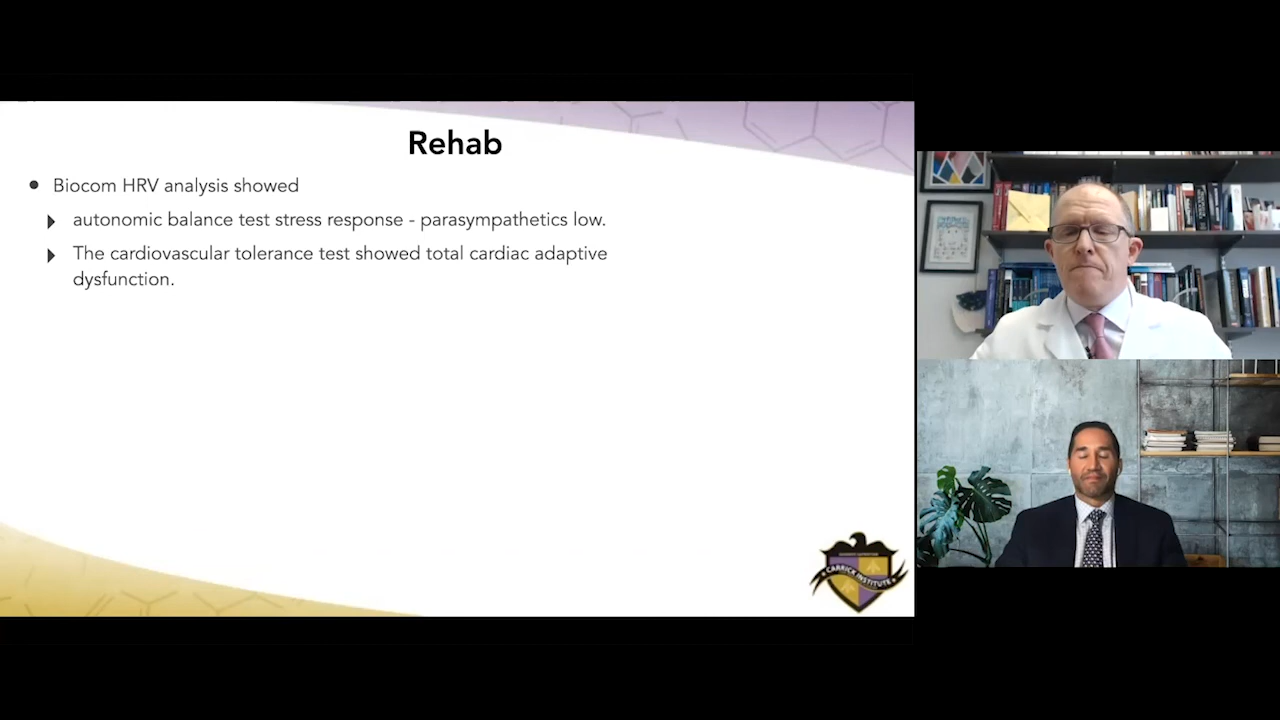 Rehab
Biocom HRV analysis showed
autonomic balance test stress response - parasympathetics low.
The cardiovascular tolerance test showed total cardiac adaptive
dysfunction.
CARRICK INSTITUTE